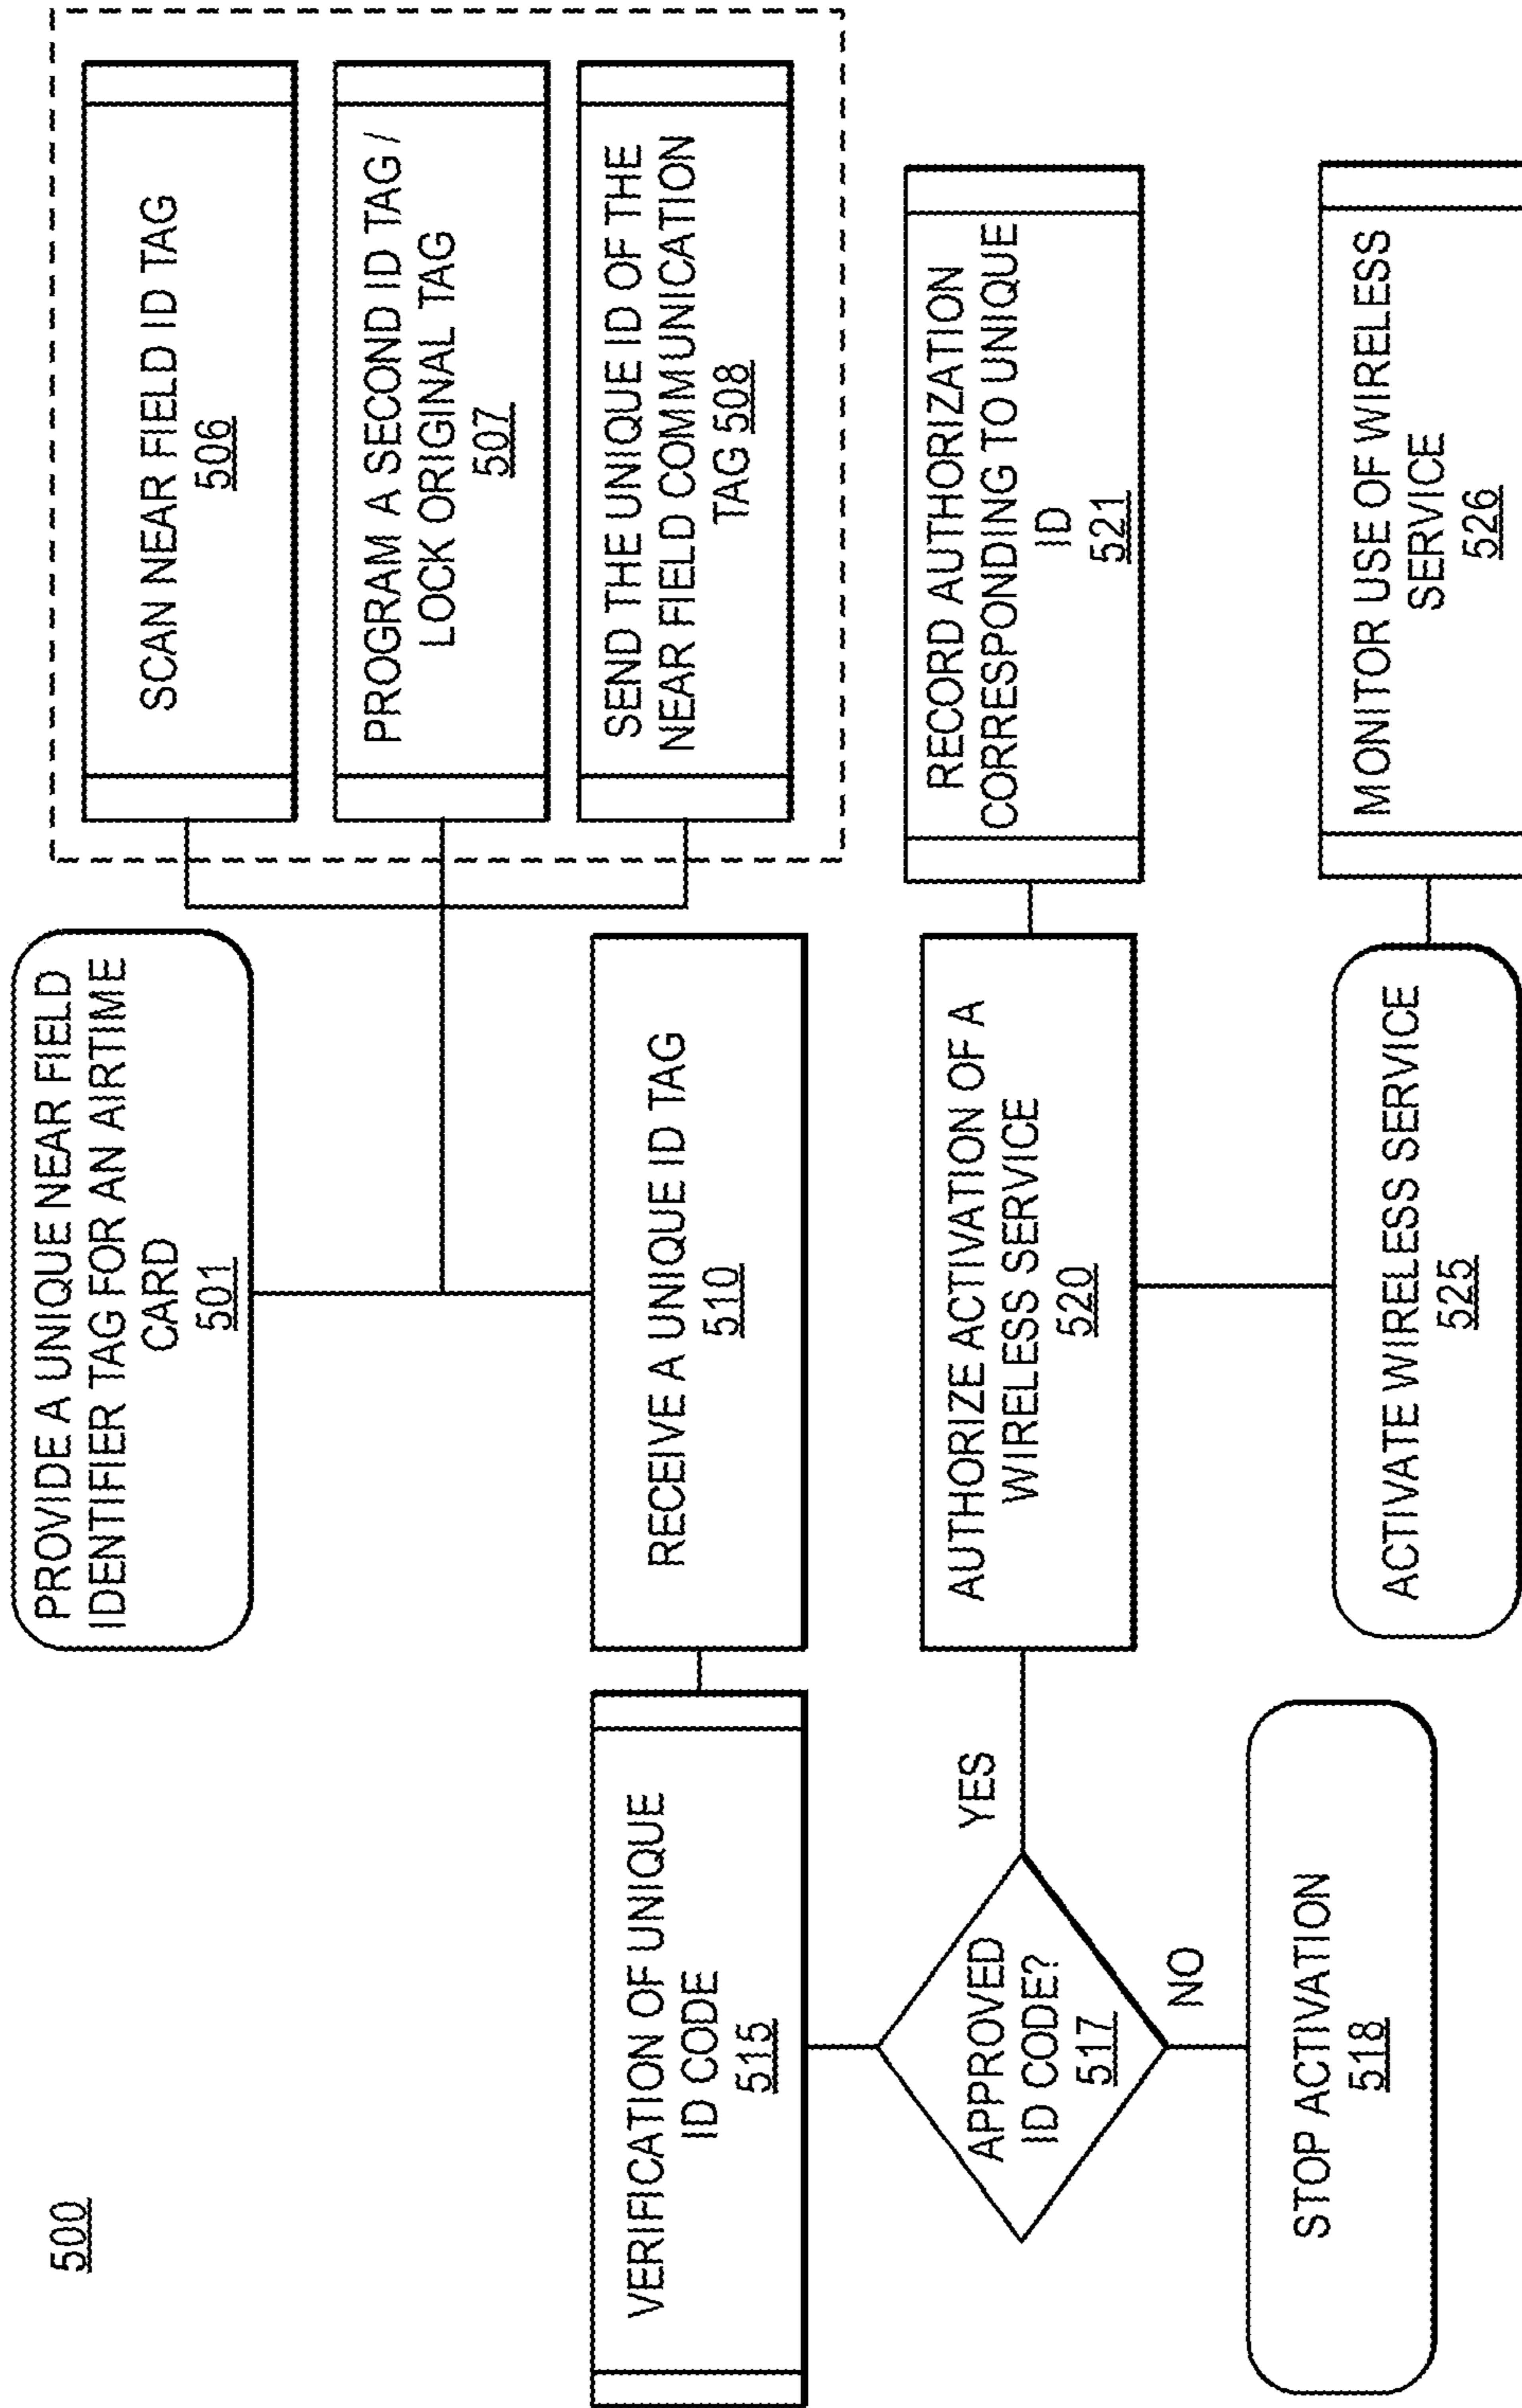 500
PROVIDE A UNIQUE NEAR FIELD
IDENTIFIER TAG FOR AN AIRTIME
CARD
501
SCAN NEAR FIELD ID TAG
506
PROGRAM A SECOND ID TAG /
LOCK ORIGINAL TAG
507
SEND THE UNIQUE ID OF THE
NEAR FIELD COMMUNICATION
TAG 508
RECEIVE A UNIQUE ID TAG
510
VERIFICATION OF UNIQUE
ID CODE
515
APPROVED
ID CODE?
517
YES
NO
STOP ACTIVATION
518
AUTHORIZE ACTIVATION OF A
WIRELESS SERVICE
520
RECORD AUTHORIZATION
CORRESPONDING TO UNIQUE
ID
521
ACTIVATE WIRELESS SERVICE
525
MONITOR USE OF WIRELESS
SERVICE
526